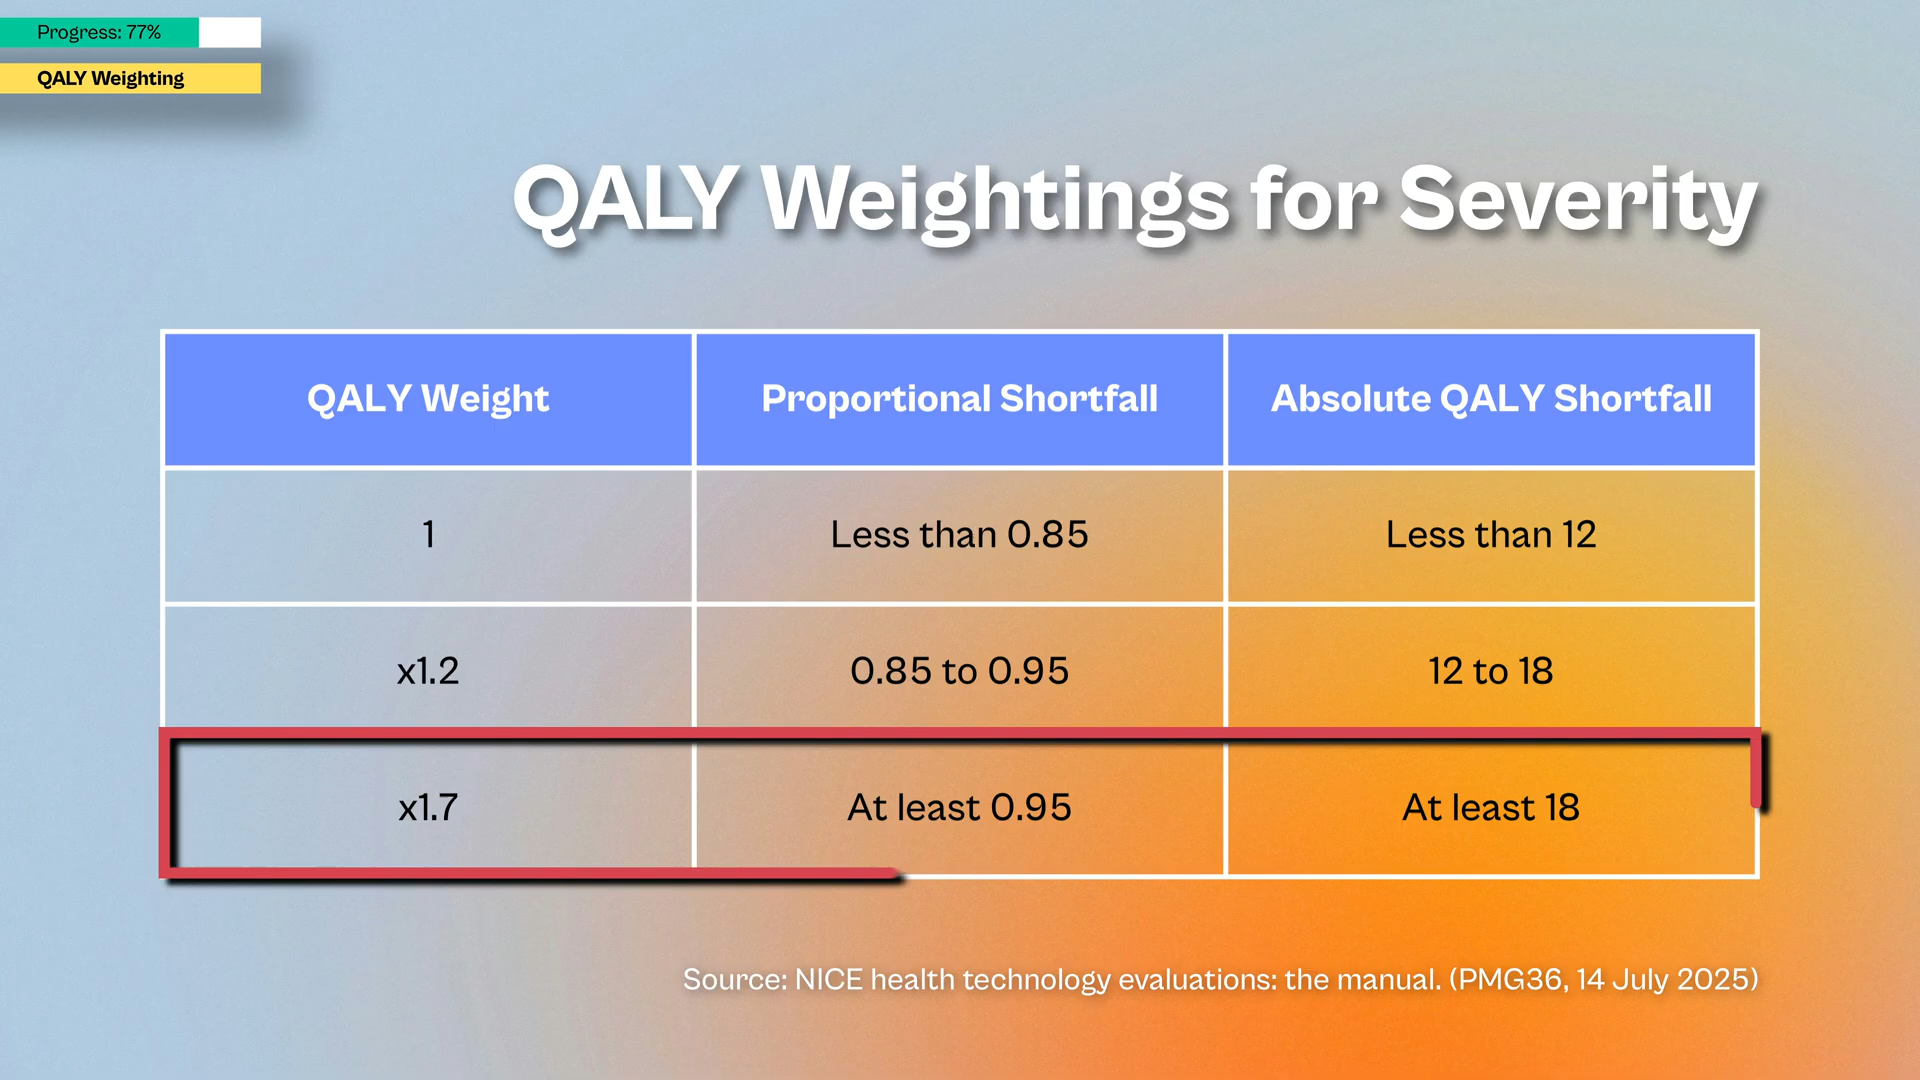 Progress: 77%
QALY Weighting
QALY Weightings for Severity
QALY Weight
Proportional Shortfall
Absolute QALY Shortfall
1
Less than 0.85
Less than 12
x1.2
0.85 to 0.95
12 to 18
x1.7
At least 0.95
At least 18
Source: NICE health technology evaluations: the manual. (PMG36, 14 July 2025)